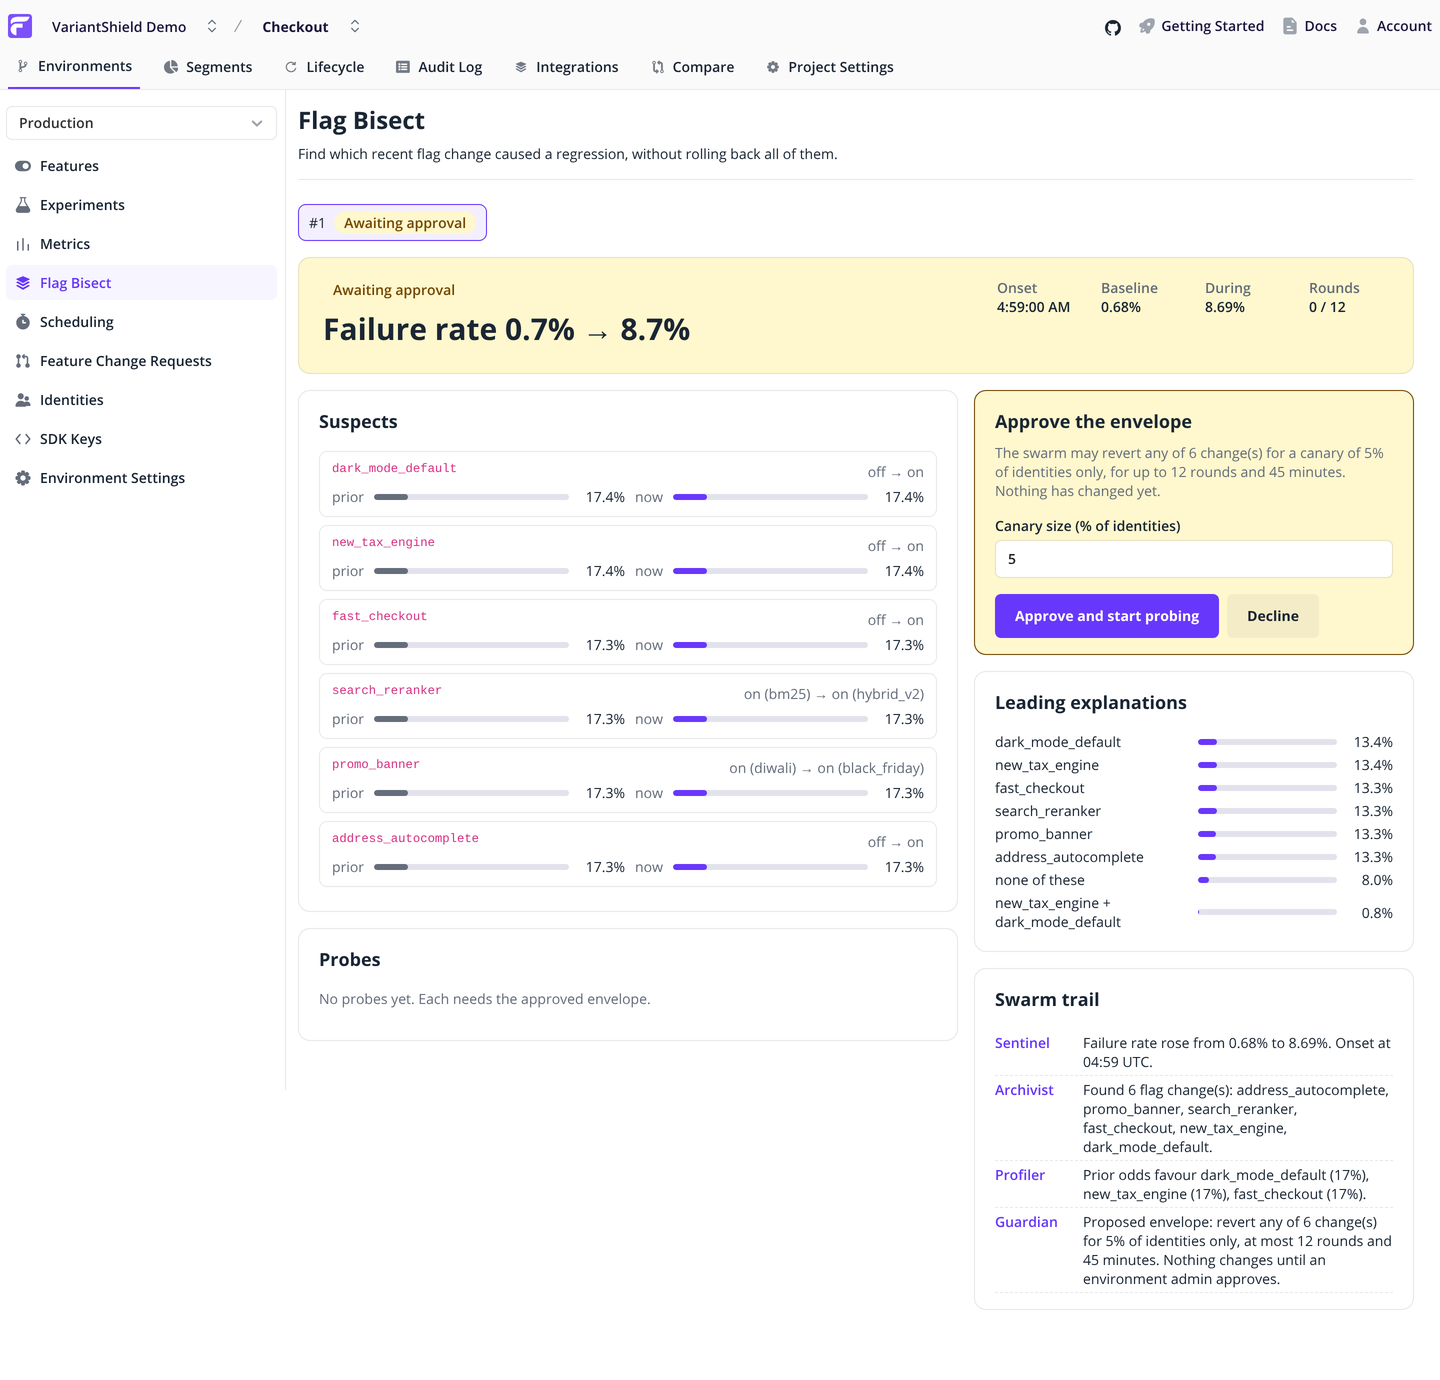 VariantShield Demo / Checkout
Getting Started
Docs
Account
Environments
Segments
Lifecycle
Audit Log
Integrations
Compare
Project Settings
Production
Features
Experiments
Metrics
Flag Bisect
Scheduling
Feature Change Requests
Identities
SDK Keys
Environment Settings
Flag Bisect
Find which recent flag change caused a regression, without rolling back all of them.
#1 Awaiting approval
Awaiting approval
Failure rate 0.7% → 8.7%
Onset
4:59:00 AM
Baseline
0.68%
During
8.69%
Rounds
0 / 12
Suspects
dark_mode_default
off → on
prior 17.4% now 17.4%
new_tax_engine
off → on
prior 17.4% now 17.4%
fast_checkout
off → on
prior 17.3% now 17.3%
search_reranker
on (bm25) → on (hybrid_v2)
prior 17.3% now 17.3%
promo_banner
on (diwali) → on (black_friday)
prior 17.3% now 17.3%
address_autocomplete
off → on
prior 17.3% now 17.3%
Probes
No probes yet. Each needs the approved envelope.
Approve the envelope
The swarm may revert any of 6 change(s) for a canary of 5%
of identities only, for up to 12 rounds and 45 minutes.
Nothing has changed yet.
Canary size (% of identities)
5
Approve and start probing
Decline
Leading explanations
dark_mode_default 13.4%
new_tax_engine 13.4%
fast_checkout 13.3%
search_reranker 13.3%
promo_banner 13.3%
address_autocomplete 13.3%
none of these 8.0%
new_tax_engine +
dark_mode_default 0.8%
Swarm trail
Sentinel Failure rate rose from 0.68% to 8.69%. Onset at
04:59 UTC.
Archivist Found 6 flag change(s): address_autocomplete,
promo_banner, search_reranker,
fast_checkout, new_tax_engine,
dark_mode_default.
Profiler Prior odds favour dark_mode_default (17%),
new_tax_engine (17%), fast_checkout (17%).
Guardian Proposed envelope: revert any of 6 change(s)
for 5% of identities only, at most 12 rounds and
45 minutes. Nothing changes until an
environment admin approves.